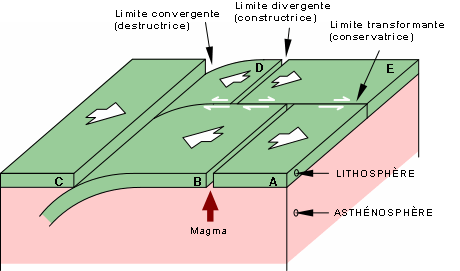 Limite convergente
(destructrice)
Limite divergente
(constructrice)
Limite transformante
(conservatrice)
D
E
C
B
A
LITHOSPHÈRE
ASTHÉNOSPHÈRE
Magma